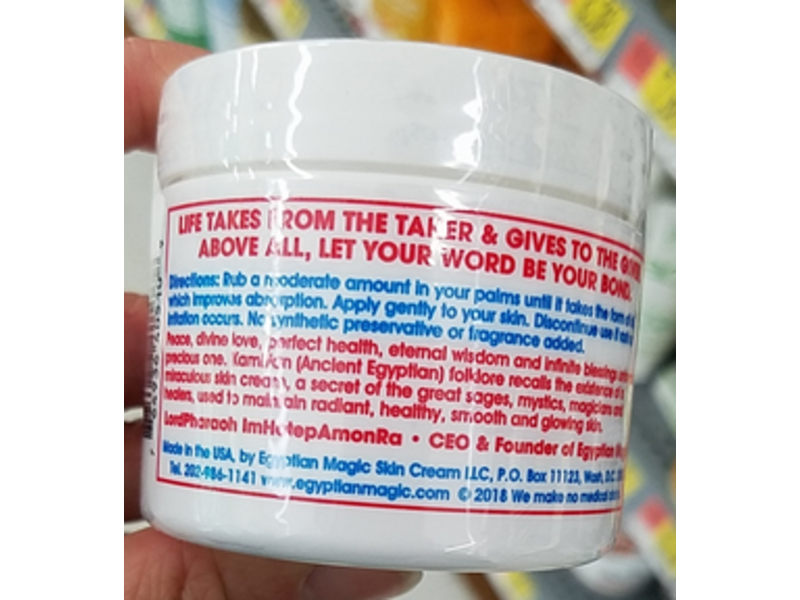 LIFE TAKES FROM THE TAKER & GIVES TO THE
ABOVE ALL, LET YOUR WORD BE YOUR BOND.
Directions: Rub a moderate amount in your palms until it takes the form of
which improves absorption. Apply gently to your skin. Discontinue use if
irritation occurs. No synthetic preservative or fragrance added.
Peace, divine love, perfect health, eternal wisdom and infinite blessings
precious one. Kamitian (Ancient Egyptian) folklore recalls the existence of a
miraculous skin cream, a secret of the great sages, mystics, magicians and
healers, used to maintain radiant, healthy, smooth and glowing skin.
LordPharaoh ImHotepAmonRa • CEO & Founder of Egyptian
Made in the USA, by Egyptian Magic Skin Cream LLC, P.O. Box 11123, Wash, D.C.
Tel. 202-986-1141 www.egyptianmagic.com © 2018 We make no medical